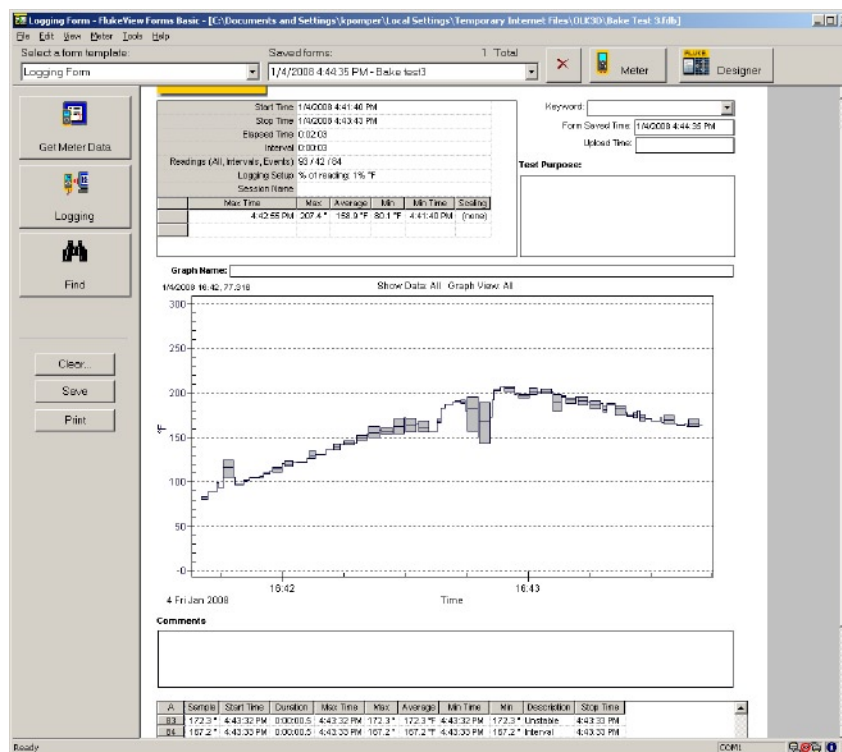 Logging Form - FlukeView Forms Basic - [C:\Documents and Settings\kpomper\Local Settings\Temporary Internet Files\OLK3D\Bake Test 3.fdb]
File Edit View Meter Tools Help
Select a form template: Saved forms: 1 Total
Logging Form 1/4/2008 4:44:35 PM - Bake test3 Meter FLUKE Designer
Get Meter Data
Logging
Find
Clear...
Save
Print
Start Time 1/4/2008 4:41:40 PM
Stop Time 1/4/2008 4:43:43 PM
Elapsed Time 0:02:03
Interval 0:00:03
Readings (All, Intervals, Events) 93 / 42 / 84
Logging Setup % of reading: 1% °F
Session Name
Max Time Max Average Min Min Time Scaling
4:42:55 PM 207.4 ° 158.9 °F 80.1 °F 4:41:40 PM (none)
Keyword:
Form Saved Time: 1/4/2008 4:44:35 PM
Upload Time:
Test Purpose:
Graph Name:
1/4/2008 16:42, 77.318 Show Data: All Graph View: All
300
250
200
150
100
50
-0
°F
16:42 16:43
4 Fri Jan 2008 Time
Comments
A Sample Start Time Duration Max Time Max Average Min Time Min Description Stop Time
83 172.3 ° 4:43:32 PM 0:00:00.5 4:43:32 PM 172.3 ° 172.3 °F 4:43:32 PM 172.3 ° Unstable 4:43:33 PM
84 167.2 ° 4:43:33 PM 0:00:00.5 4:43:33 PM 167.2 ° 167.2 °F 4:43:33 PM 167.2 ° Interval 4:43:33 PM
Ready COM1